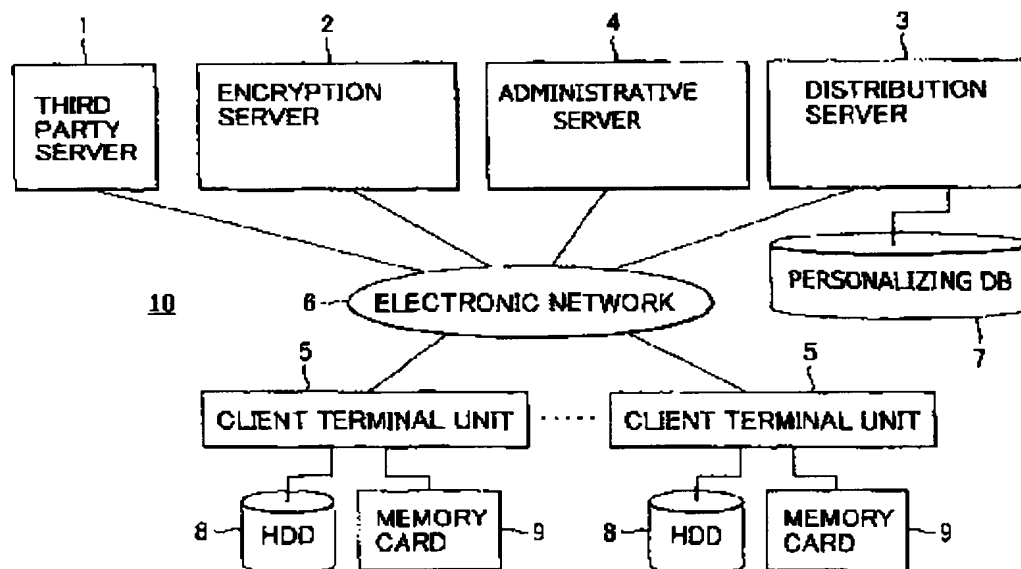 1
2
4
3
THIRD
PARTY
SERVER
ENCRYPTION
SERVER
ADMINISTRATIVE
SERVER
DISTRIBUTION
SERVER
PERSONALIZING DB
7
10
6
ELECTRONIC NETWORK
5
5
CLIENT TERMINAL UNIT
CLIENT TERMINAL UNIT
8
HDD
MEMORY
CARD
9
8
HDD
MEMORY
CARD
9